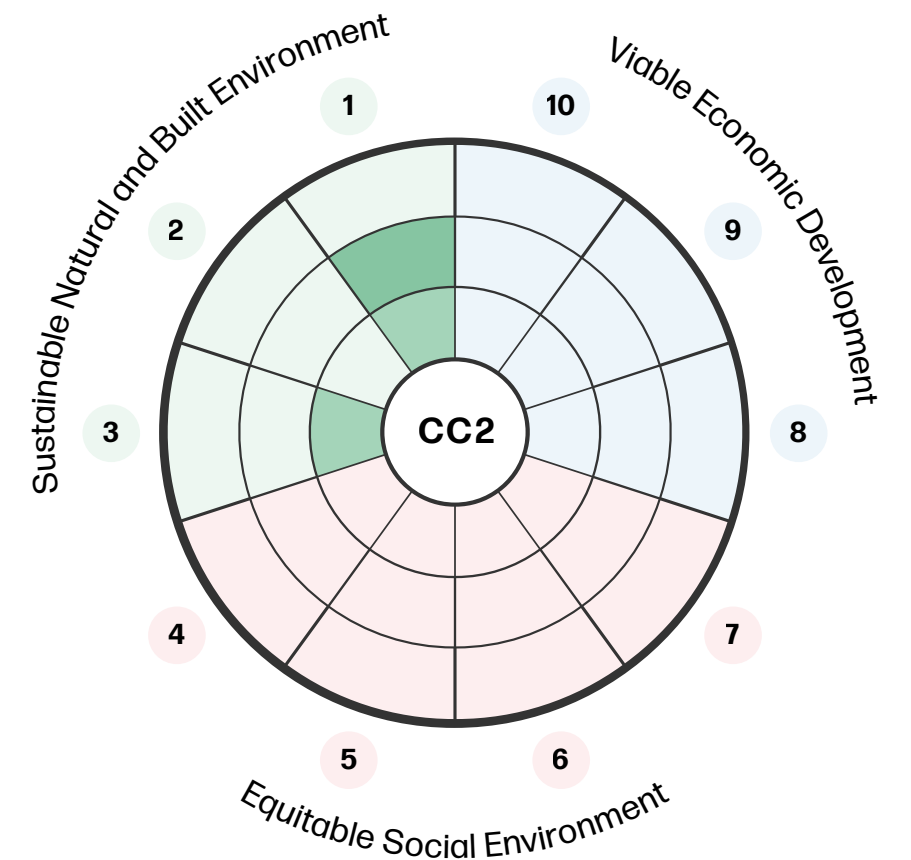 Sustainable Natural and Built Environment
Viable Economic Development
1
10
2
9
3
CC2
8
4
7
5
6
Equitable Social Environment